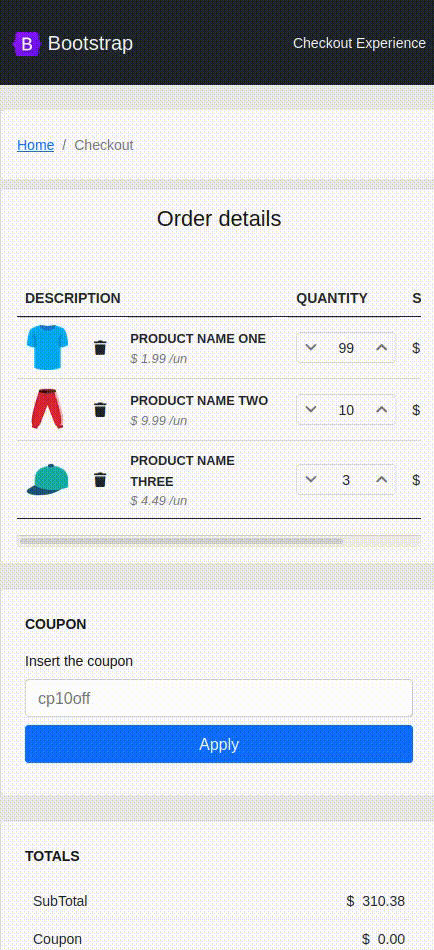 B Bootstrap Checkout Experience
Home / Checkout
Order details
DESCRIPTION QUANTITY S
PRODUCT NAME ONE 99 $
$ 1.99 /un
PRODUCT NAME TWO 10 $
$ 9.99 /un
PRODUCT NAME
THREE 3 $
$ 4.49 /un
COUPON
Insert the coupon
cp10off
Apply
TOTALS
SubTotal $ 310.38
Coupon $ 0.00